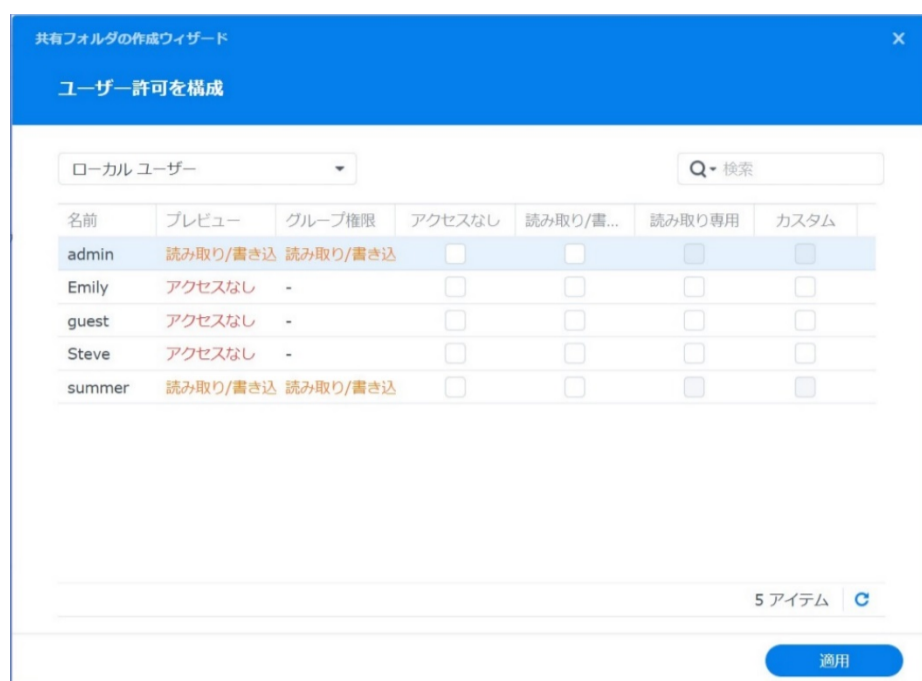 共有フォルダの作成ウィザード
ユーザー許可を構成
ローカル ユーザー 検索
名前 プレビュー グループ権限 アクセスなし 読み取り/書... 読み取り専用 カスタム
admin 読み取り/書き込 読み取り/書き込
Emily アクセスなし -
guest アクセスなし -
Steve アクセスなし -
summer 読み取り/書き込 読み取り/書き込
5 アイテム
適用